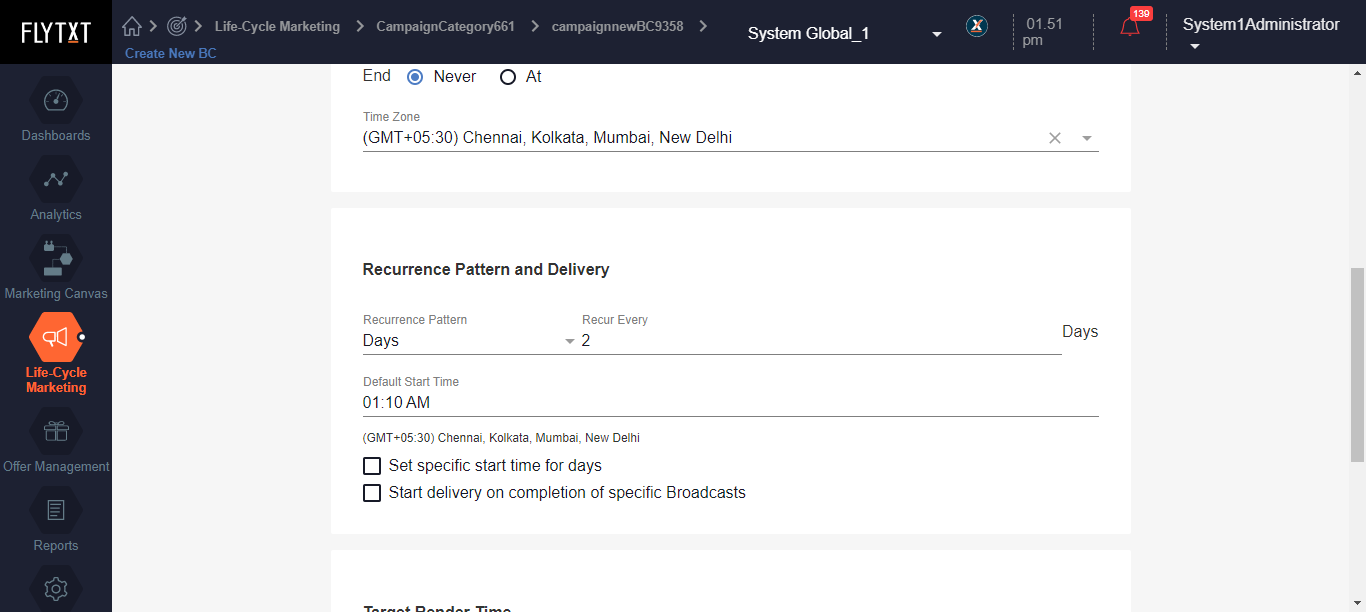 FLYTXT
Life-Cycle Marketing
CampaignCategory661
campaignnewBC9358
Create New BC
System Global_1
X
01.51
pm
139
System1Administrator
Dashboards
Analytics
Marketing Canvas
Life-Cycle
Marketing
Offer Management
Reports
End Never At
Time Zone
(GMT+05:30) Chennai, Kolkata, Mumbai, New Delhi
Recurrence Pattern and Delivery
Recurrence Pattern Recur Every
Days 2 Days
Default Start Time
01:10 AM
(GMT+05:30) Chennai, Kolkata, Mumbai, New Delhi
Set specific start time for days
Start delivery on completion of specific Broadcasts
Target Render Time